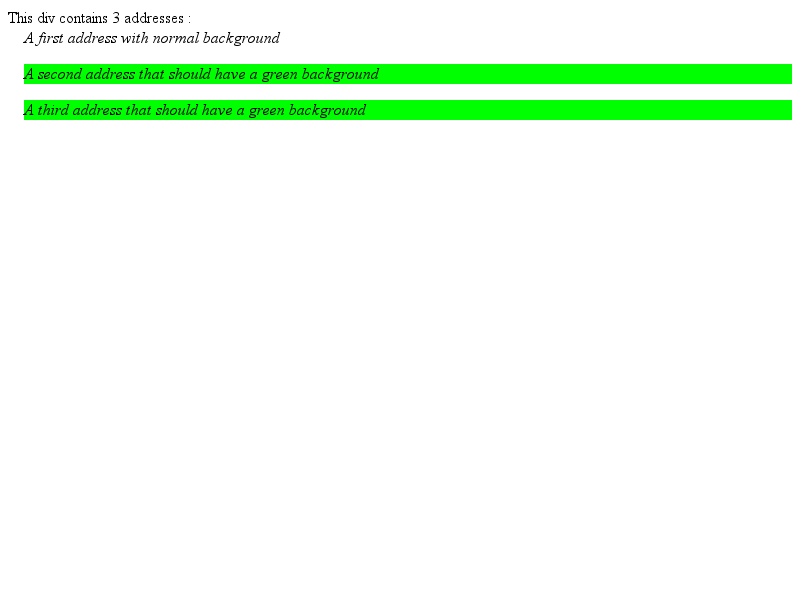 This div contains 3 addresses :
A first address with normal background
A second address that should have a green background
A third address that should have a green background